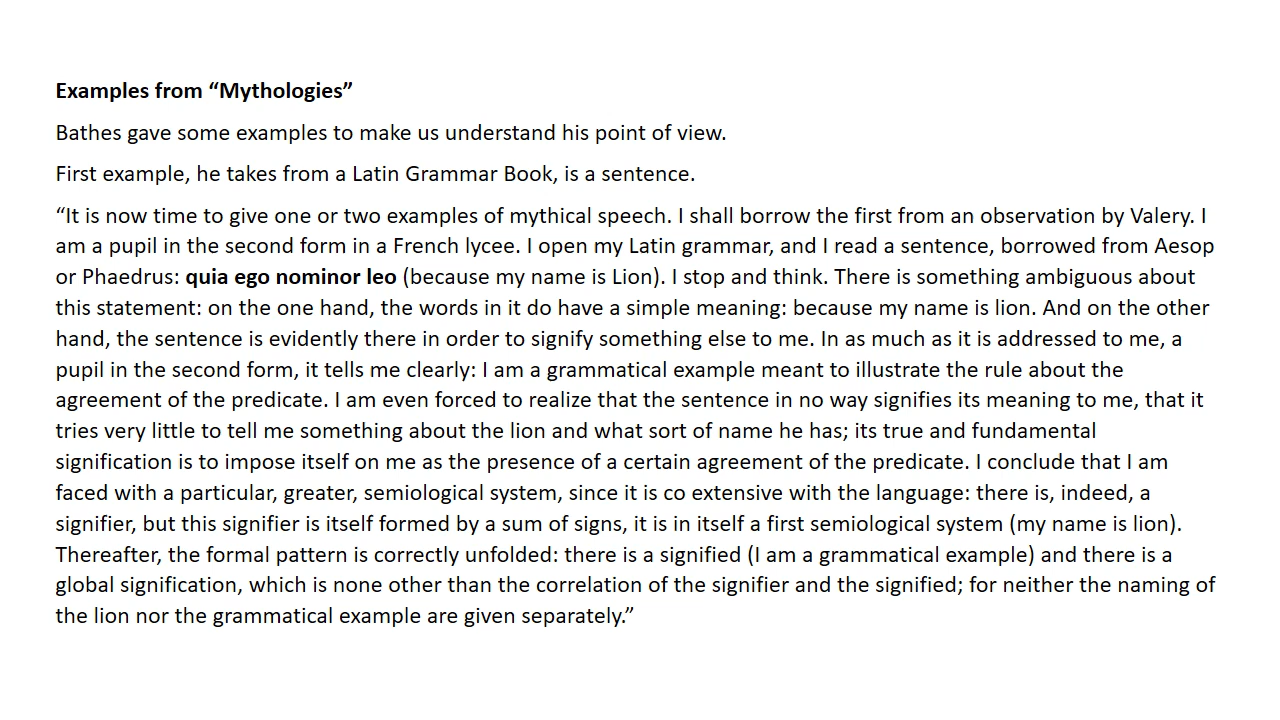 Examples from “Mythologies”
Bathes gave some examples to make us understand his point of view.
First example, he takes from a Latin Grammar Book, is a sentence.
“It is now time to give one or two examples of mythical speech. I shall borrow the first from an observation by Valery. I
am a pupil in the second form in a French lycee. I open my Latin grammar, and I read a sentence, borrowed from Aesop
or Phaedrus: quia ego nominor leo (because my name is Lion). I stop and think. There is something ambiguous about
this statement: on the one hand, the words in it do have a simple meaning: because my name is lion. And on the other
hand, the sentence is evidently there in order to signify something else to me. In as much as it is addressed to me, a
pupil in the second form, it tells me clearly: I am a grammatical example meant to illustrate the rule about the
agreement of the predicate. I am even forced to realize that the sentence in no way signifies its meaning to me, that it
tries very little to tell me something about the lion and what sort of name he has; its true and fundamental
signification is to impose itself on me as the presence of a certain agreement of the predicate. I conclude that I am
faced with a particular, greater, semiological system, since it is co extensive with the language: there is, indeed, a
signifier, but this signifier is itself formed by a sum of signs, it is in itself a first semiological system (my name is lion).
Thereafter, the formal pattern is correctly unfolded: there is a signified (I am a grammatical example) and there is a
global signification, which is none other than the correlation of the signifier and the signified; for neither the naming of
the lion nor the grammatical example are given separately.”